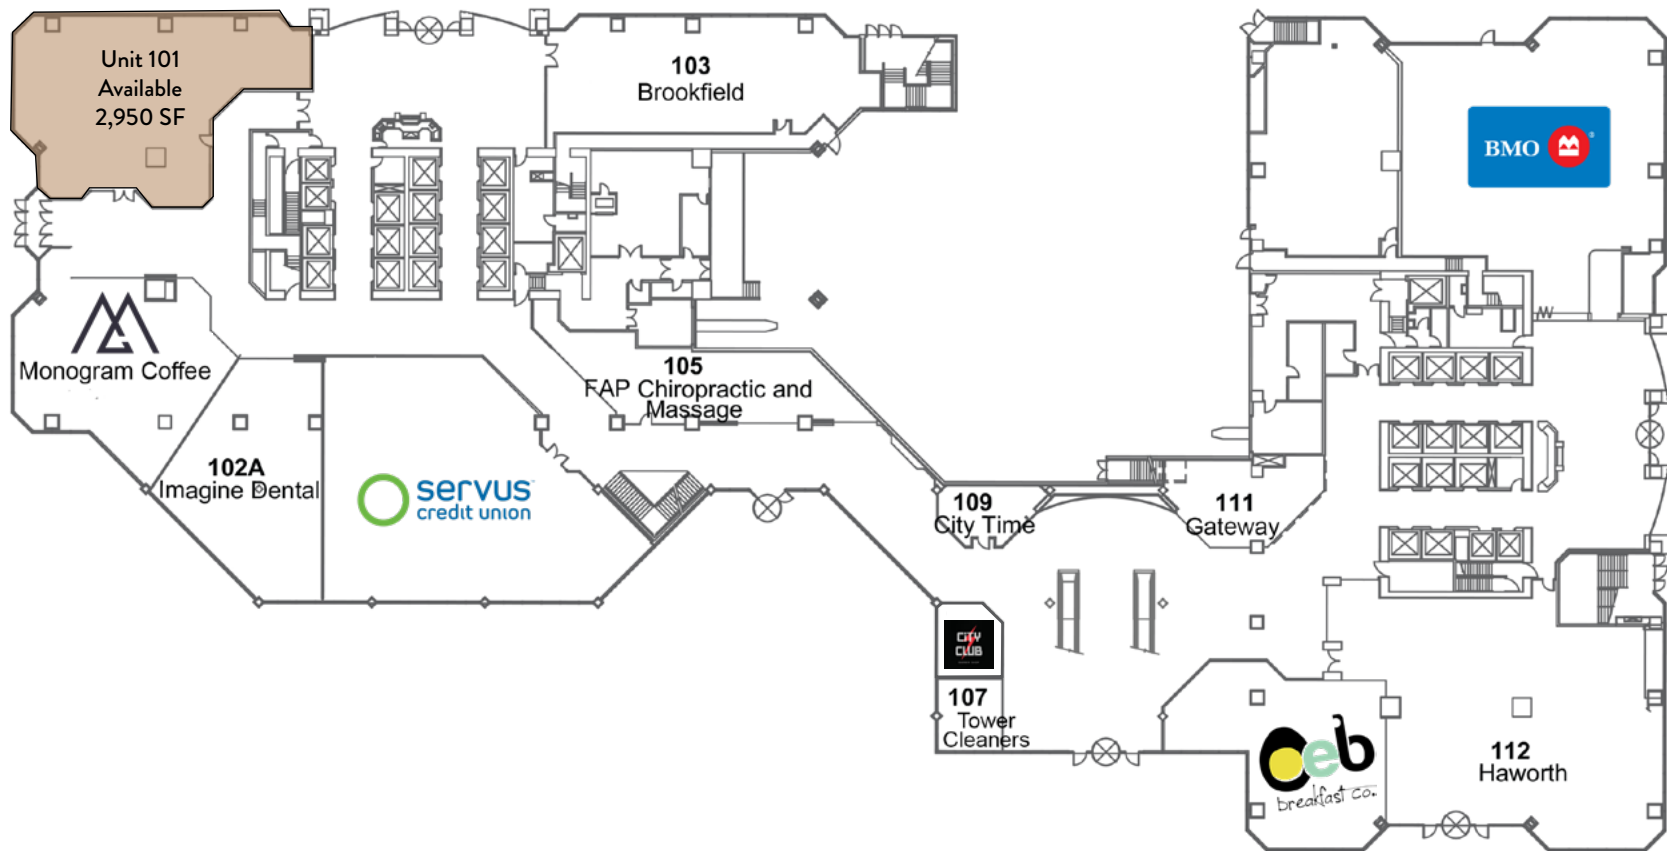 Unit 101
Available
2,950 SF
103
Brookfield
BMO
Monogram Coffee
105
FAP Chiropractic and
Massage
102A
Imagine Dental
servus
credit union
109
City Time
111
Gateway
CITY
CLUB
107
Tower
Cleaners
oeb
breakfast co.
112
Haworth